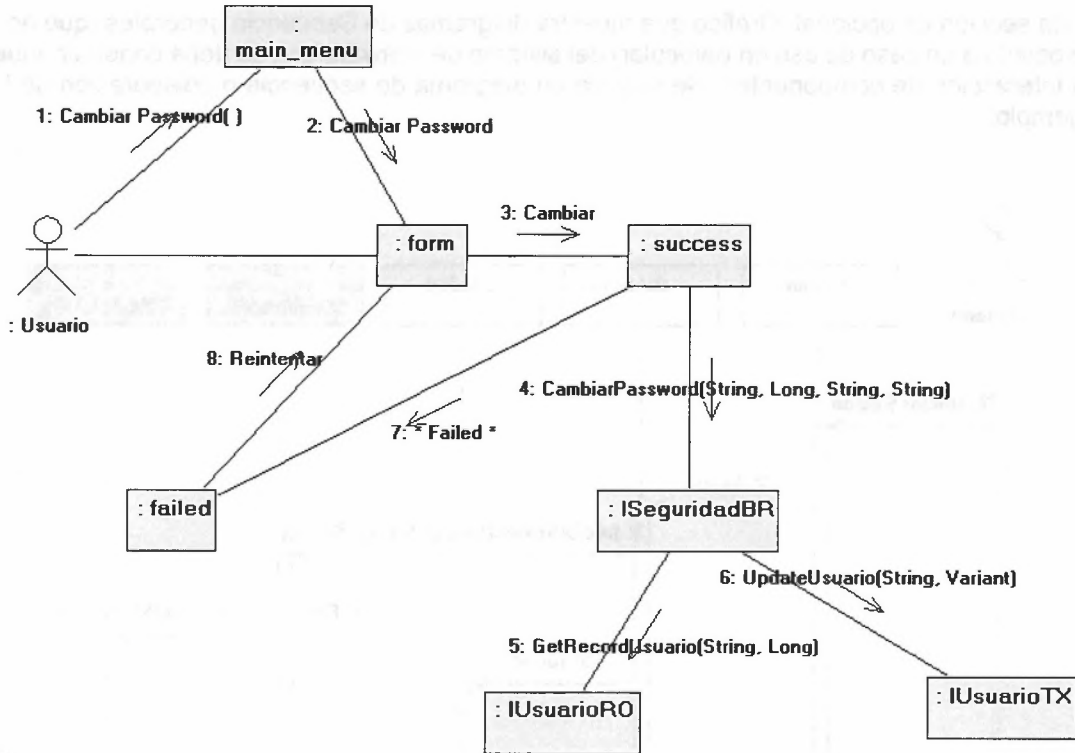 :
main_menu
1: Cambiar Password( )
2: Cambiar Password
3: Cambiar
: form
: success
: Usuario
8: Reintentar
4: CambiarPassword(String, Long, String, String)
7: * Failed *
: failed
: ISeguridadBR
6: UpdateUsuario(String, Variant)
5: GetRecordUsuario(String, Long)
: IUsuarioTX
: IUsuarioRO